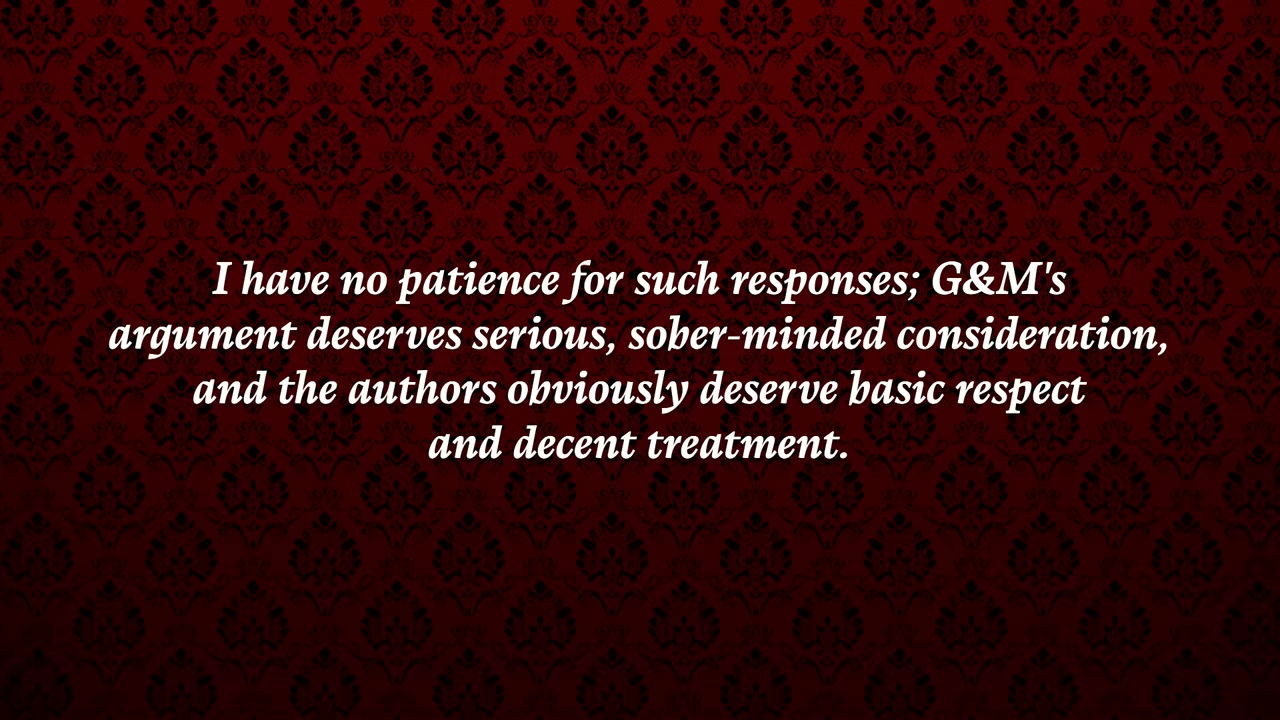 I have no patience for such responses; G&M's
argument deserves serious, sober-minded consideration,
and the authors obviously deserve basic respect
and decent treatment.